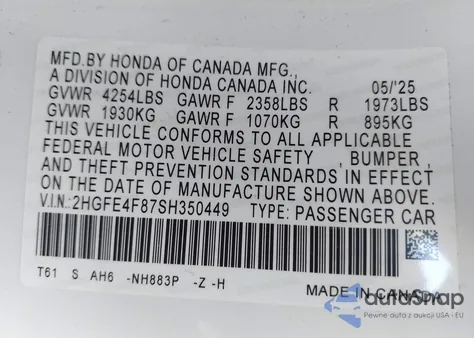 MFD.BY HONDA OF CANADA MFG.,
A DIVISION OF HONDA CANADA INC. 05/'25
GVWR 4254LBS GAWR F 2358LBS R 1973LBS
GVWR 1930KG GAWR F 1070KG R 895KG
THIS VEHICLE CONFORMS TO ALL APPLICABLE
FEDERAL MOTOR VEHICLE SAFETY , BUMPER ,
AND THEFT PREVENTION STANDARDS IN EFFECT
ON THE DATE OF MANUFACTURE SHOWN ABOVE.
V.I.N.:2HGFE4F87SH350449 TYPE: PASSENGER CAR
T61 S AH6 -NH883P -Z -H
MADE IN CANADA
autosnap
Pewne auta z aukcji USA i EU